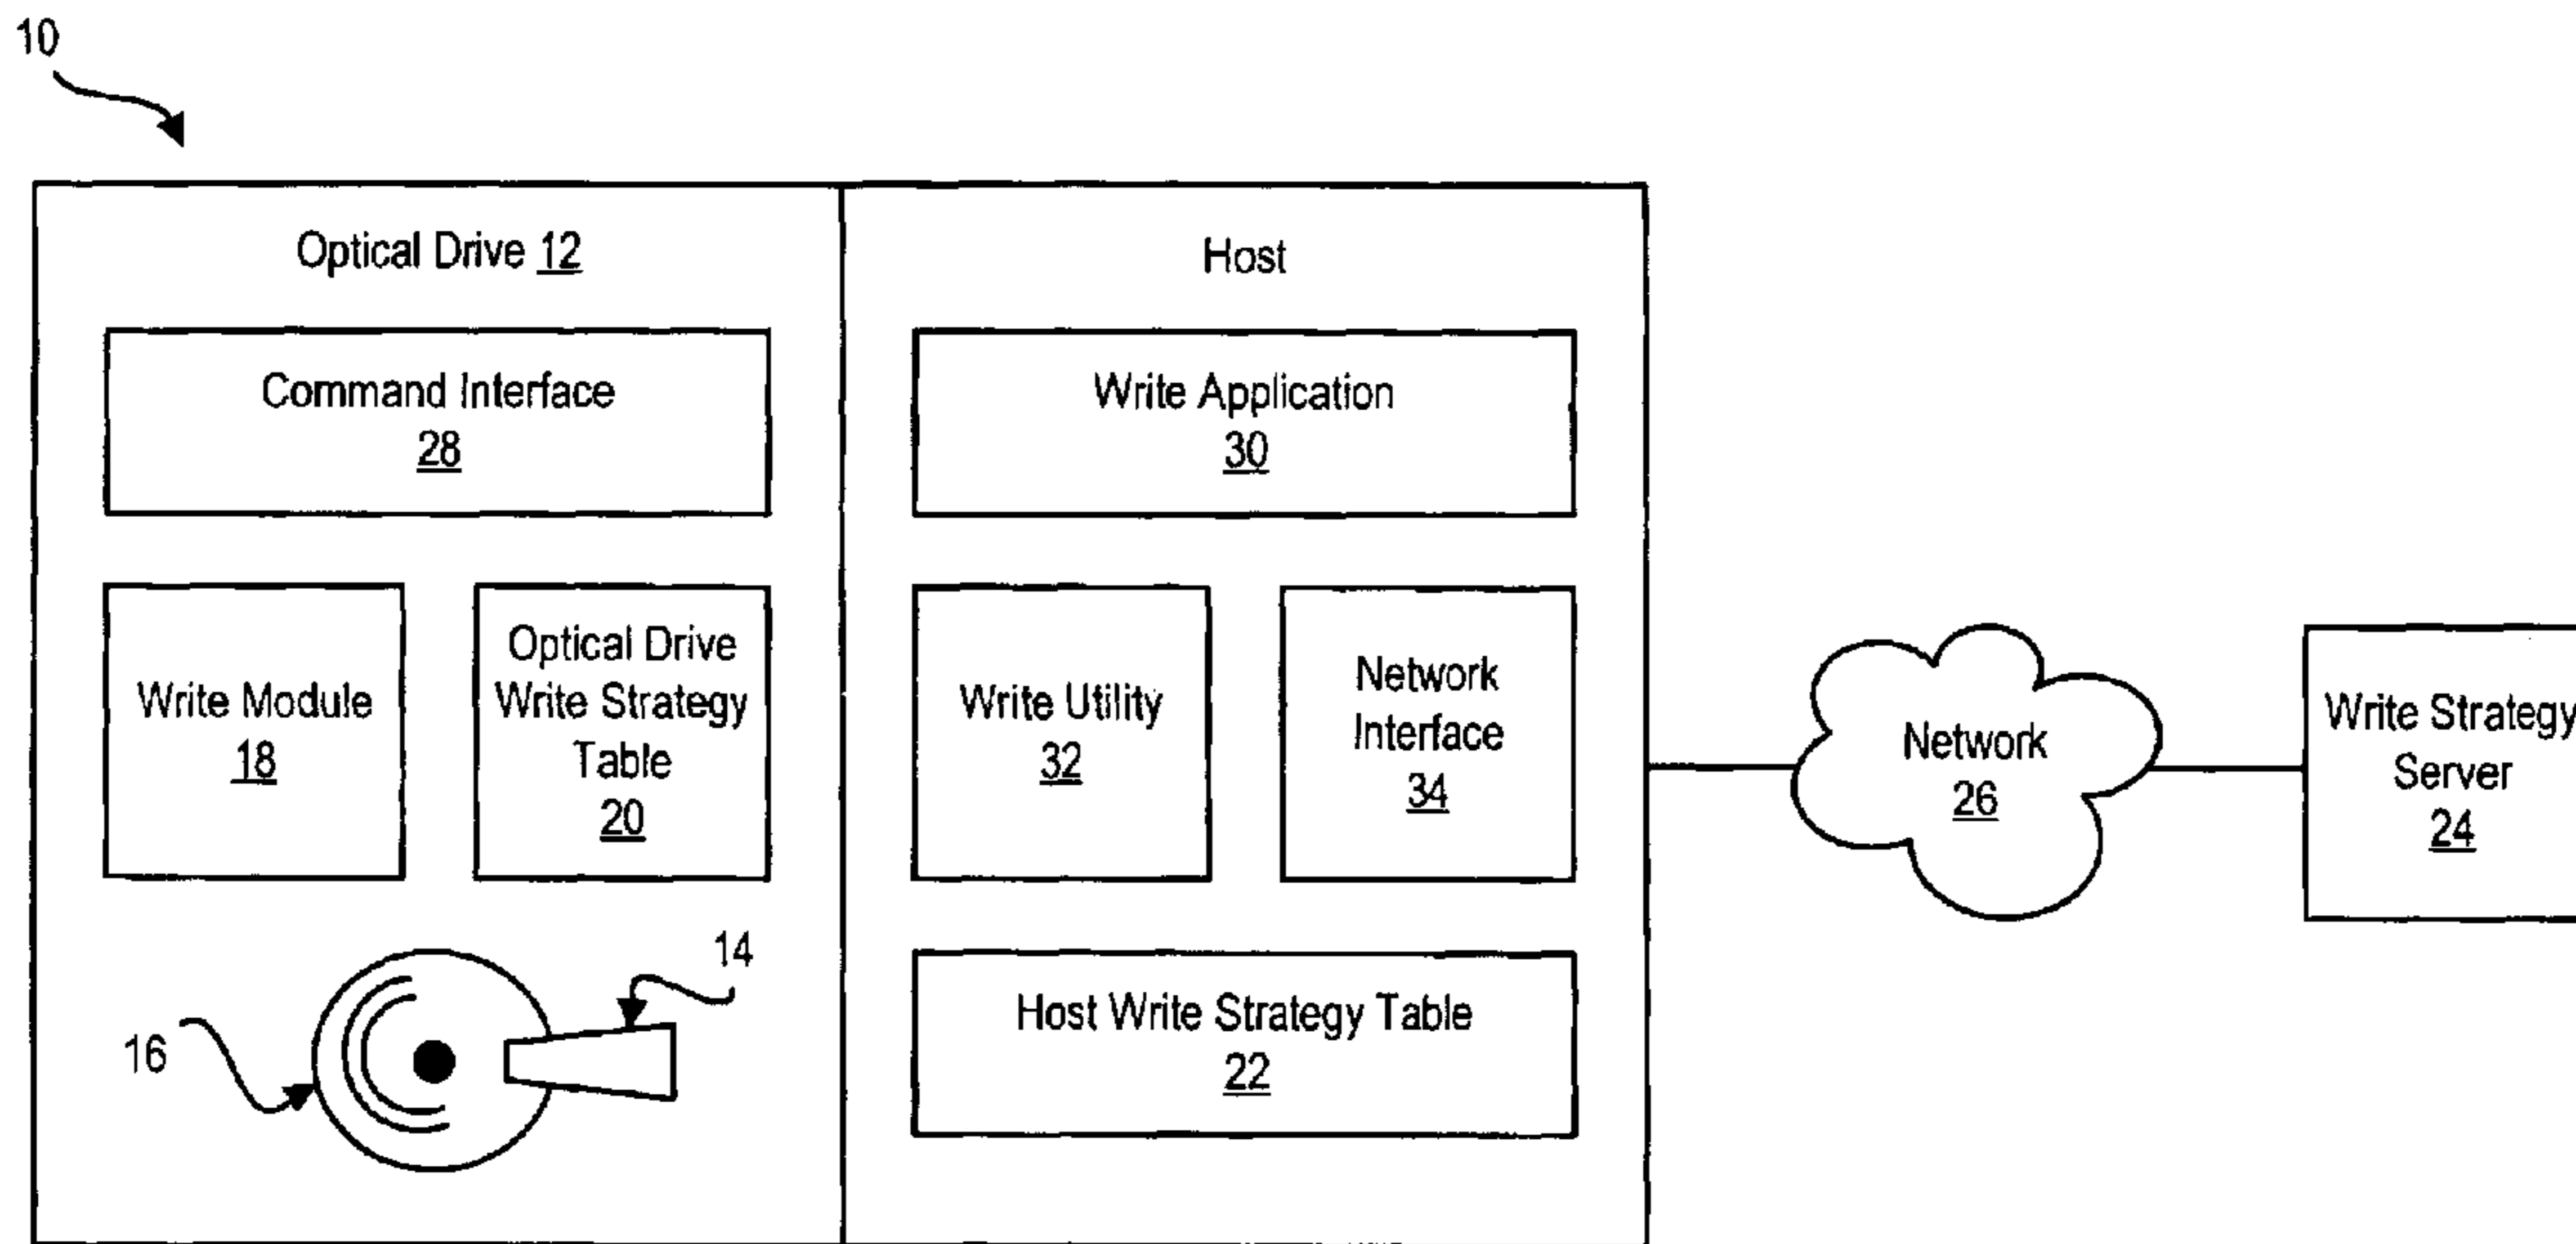 10
Optical Drive 12
Host
Command Interface
28
Write Application
30
Write Module
18
Optical Drive
Write Strategy
Table
20
Write Utility
32
Network
Interface
34
Network
26
Write Strategy
Server
24
14
16
Host Write Strategy Table
22